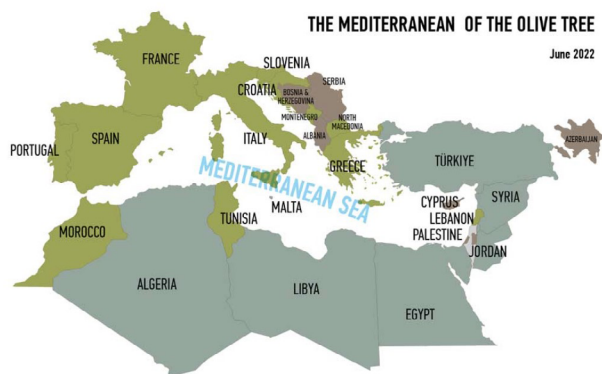 THE MEDITERRANEAN OF THE OLIVE TREE
June 2022
FRANCE
SLOVENIA
SERBIA
CROATIA
BOSNIA &
HERZEGOVINA
MONTENEGRO
NORTH
MACEDONIA
ALBANIA
AZERBAIJAN
PORTUGAL
SPAIN
ITALY
GREECE
TÜRKIYE
MEDITERRANEAN SEA
CYPRUS
SYRIA
LEBANON
MALTA
TUNISIA
PALESTINE
MOROCCO
JORDAN
ALGERIA
LIBYA
EGYPT